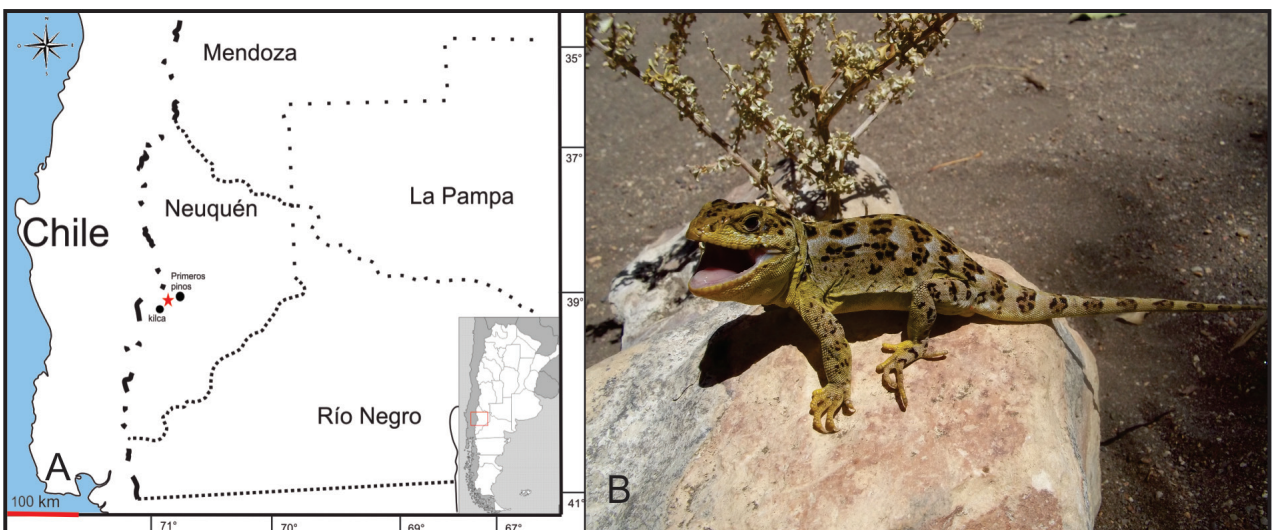 Mendoza
35°
37°
La Pampa
Neuquén
Chile
Primeros
pinos
39°
kilca
Río Negro
A
B
100 km
41°
71°
70°
69°
67°